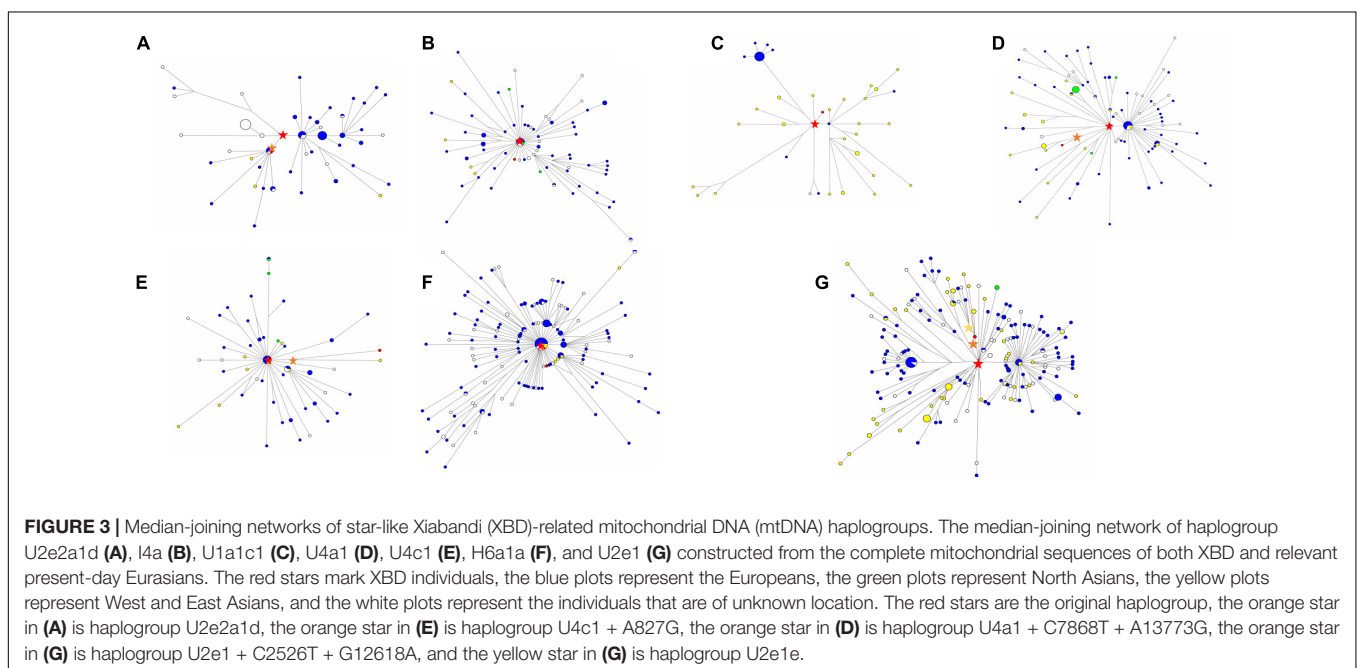 A
B
C
D
E
F
G
FIGURE 3 | Median-joining networks of star-like Xiabandi (XBD)-related mitochondrial DNA (mtDNA) haplogroups. The median-joining network of haplogroup
U2e2a1d (A), I4a (B), U1a1c1 (C), U4a1 (D), U4c1 (E), H6a1a (F), and U2e1 (G) constructed from the complete mitochondrial sequences of both XBD and relevant
present-day Eurasians. The red stars mark XBD individuals, the blue plots represent the Europeans, the green plots represent North Asians, the yellow plots
represent West and East Asians, and the white plots represent the individuals that are of unknown location. The red stars are the original haplogroup, the orange star
in (A) is haplogroup U2e2a1d, the orange star in (E) is haplogroup U4c1 + A827G, the orange star in (D) is haplogroup U4a1 + C7868T + A13773G, the orange star
in (G) is haplogroup U2e1 + C2526T + G12618A, and the yellow star in (G) is haplogroup U2e1e.